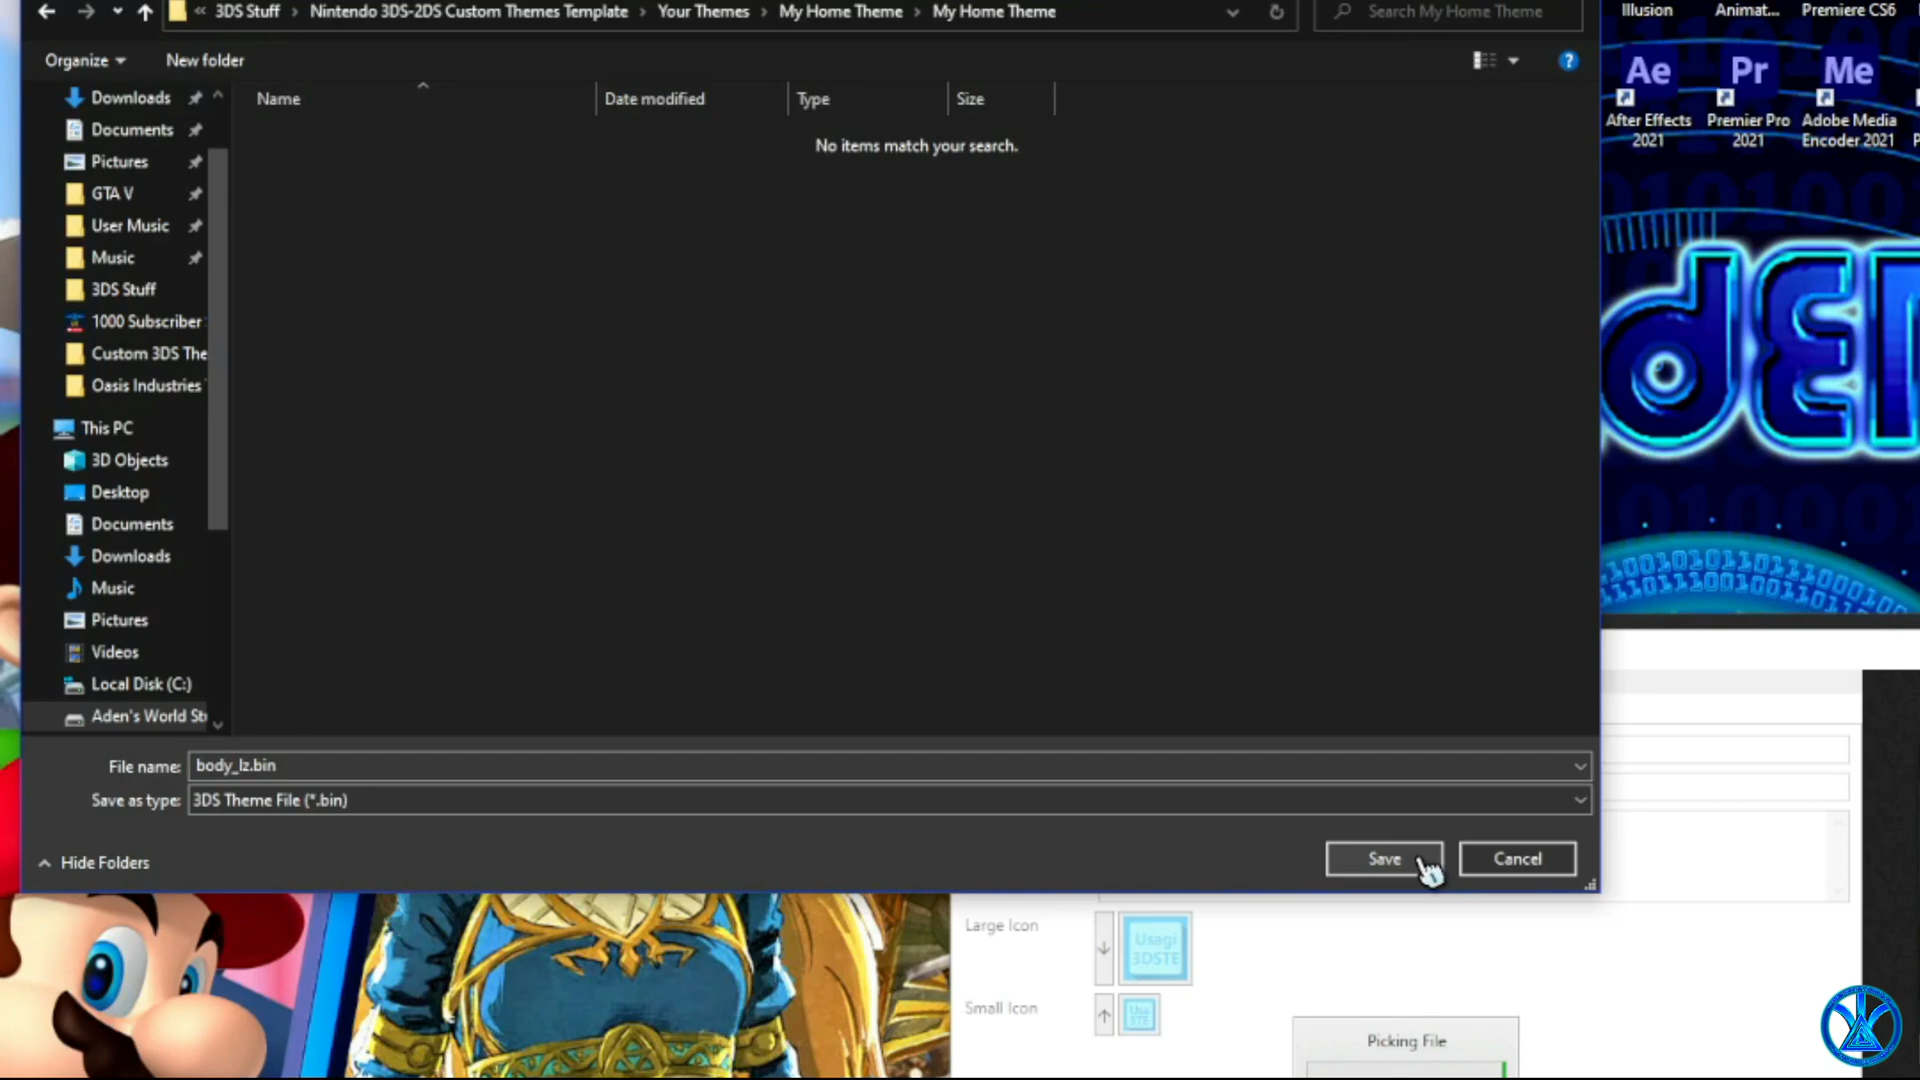 « 3DS Stuff › Nintendo 3DS-2DS Custom Themes Template › Your Themes › My Home Theme › My Home Theme
Search My Home Theme
Organize
New folder
Name
Date modified
Type
Size
No items match your search.
Downloads
Documents
Pictures
GTA V
User Music
Music
3DS Stuff
1000 Subscriber
Custom 3DS The
Oasis Industries
This PC
3D Objects
Desktop
Documents
Downloads
Music
Pictures
Videos
Local Disk (C:)
Aden's World St
File name: body_lz.bin
Save as type: 3DS Theme File (*.bin)
Hide Folders
Save
Cancel
Illusion
Animat...
Premiere CS6
Ae
Pr
Me
After Effects
2021
Premier Pro
2021
Adobe Media
Encoder 2021
Large Icon
Usagi
3DSTE
Small Icon
Picking File